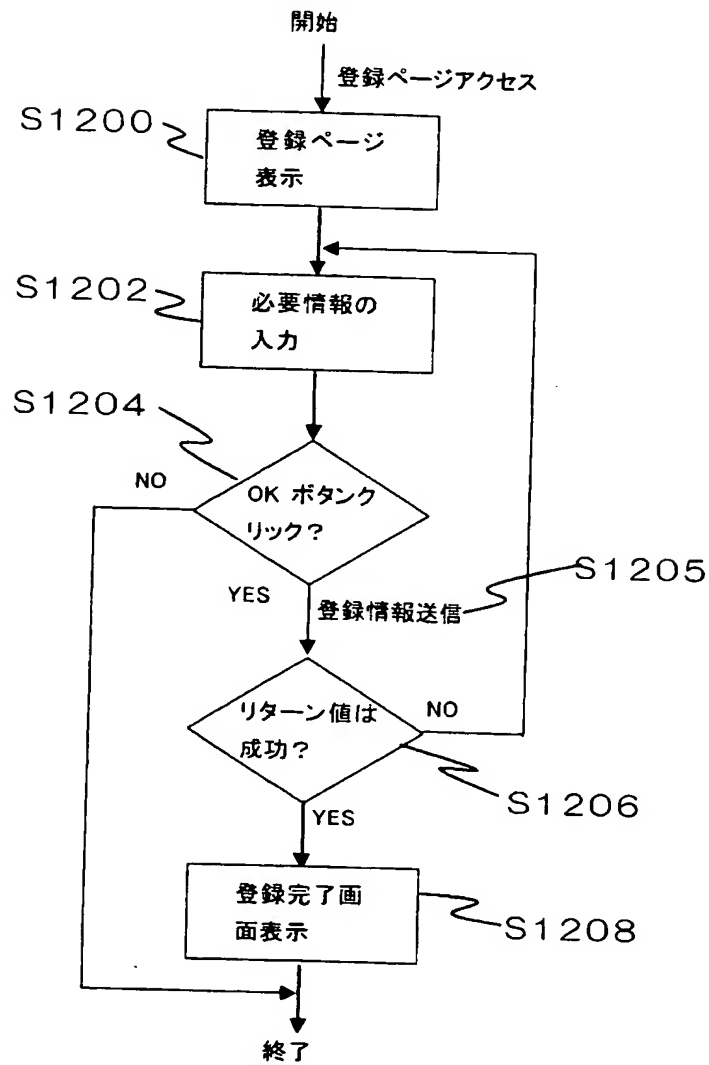 開始
登録ページアクセス
S1200
登録ページ
表示
S1202
必要情報の
入力
S1204
NO
OK ボタンク
リック?
S1205
YES
登録情報送信
リターン値は
成功?
NO
S1206
YES
登録完了画
面表示
S1208
終了